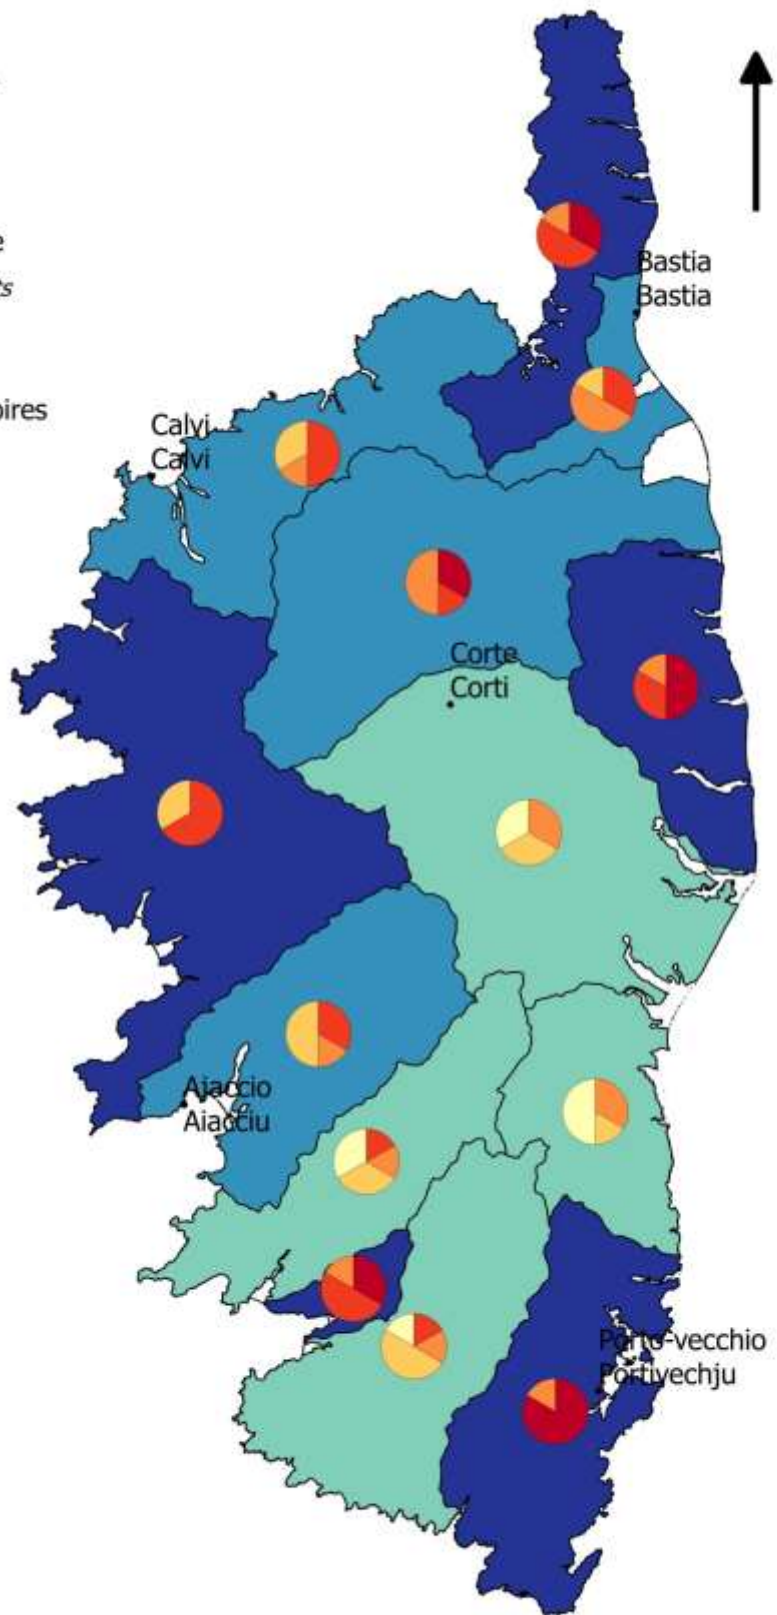 Bastia
Bastia
Calvi
Calvi
Corte
Corti
Ajaccio
Aiacciu
Porto-vecchio
Portivechju